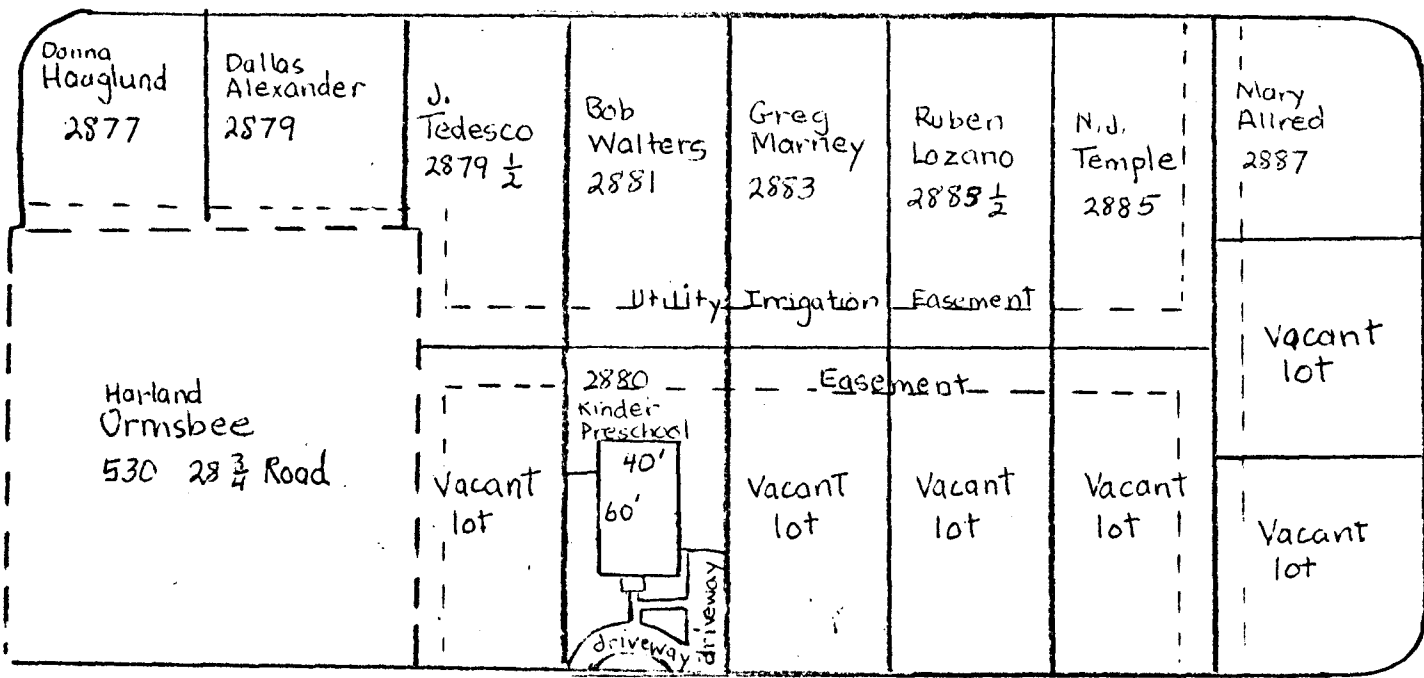 Donna
Hauglund
2877
Dallas
Alexander
2879
J.
Tedesco
2879 ½
Bob
Walters
2881
Greg
Marney
2883
Ruben
Lozano
2883 ½
N.J.
Temple
2885
Mary
Allred
2887
Utility Irrigation Easement
Harland
Ormsbee
530 28 ¾ Road
2880
Kinder
Preschool
40'
60'
Easement
Vacant
lot
Vacant
lot
Vacant
lot
Vacant
lot
Vacant
lot
Vacant
lot
driveway
driveway